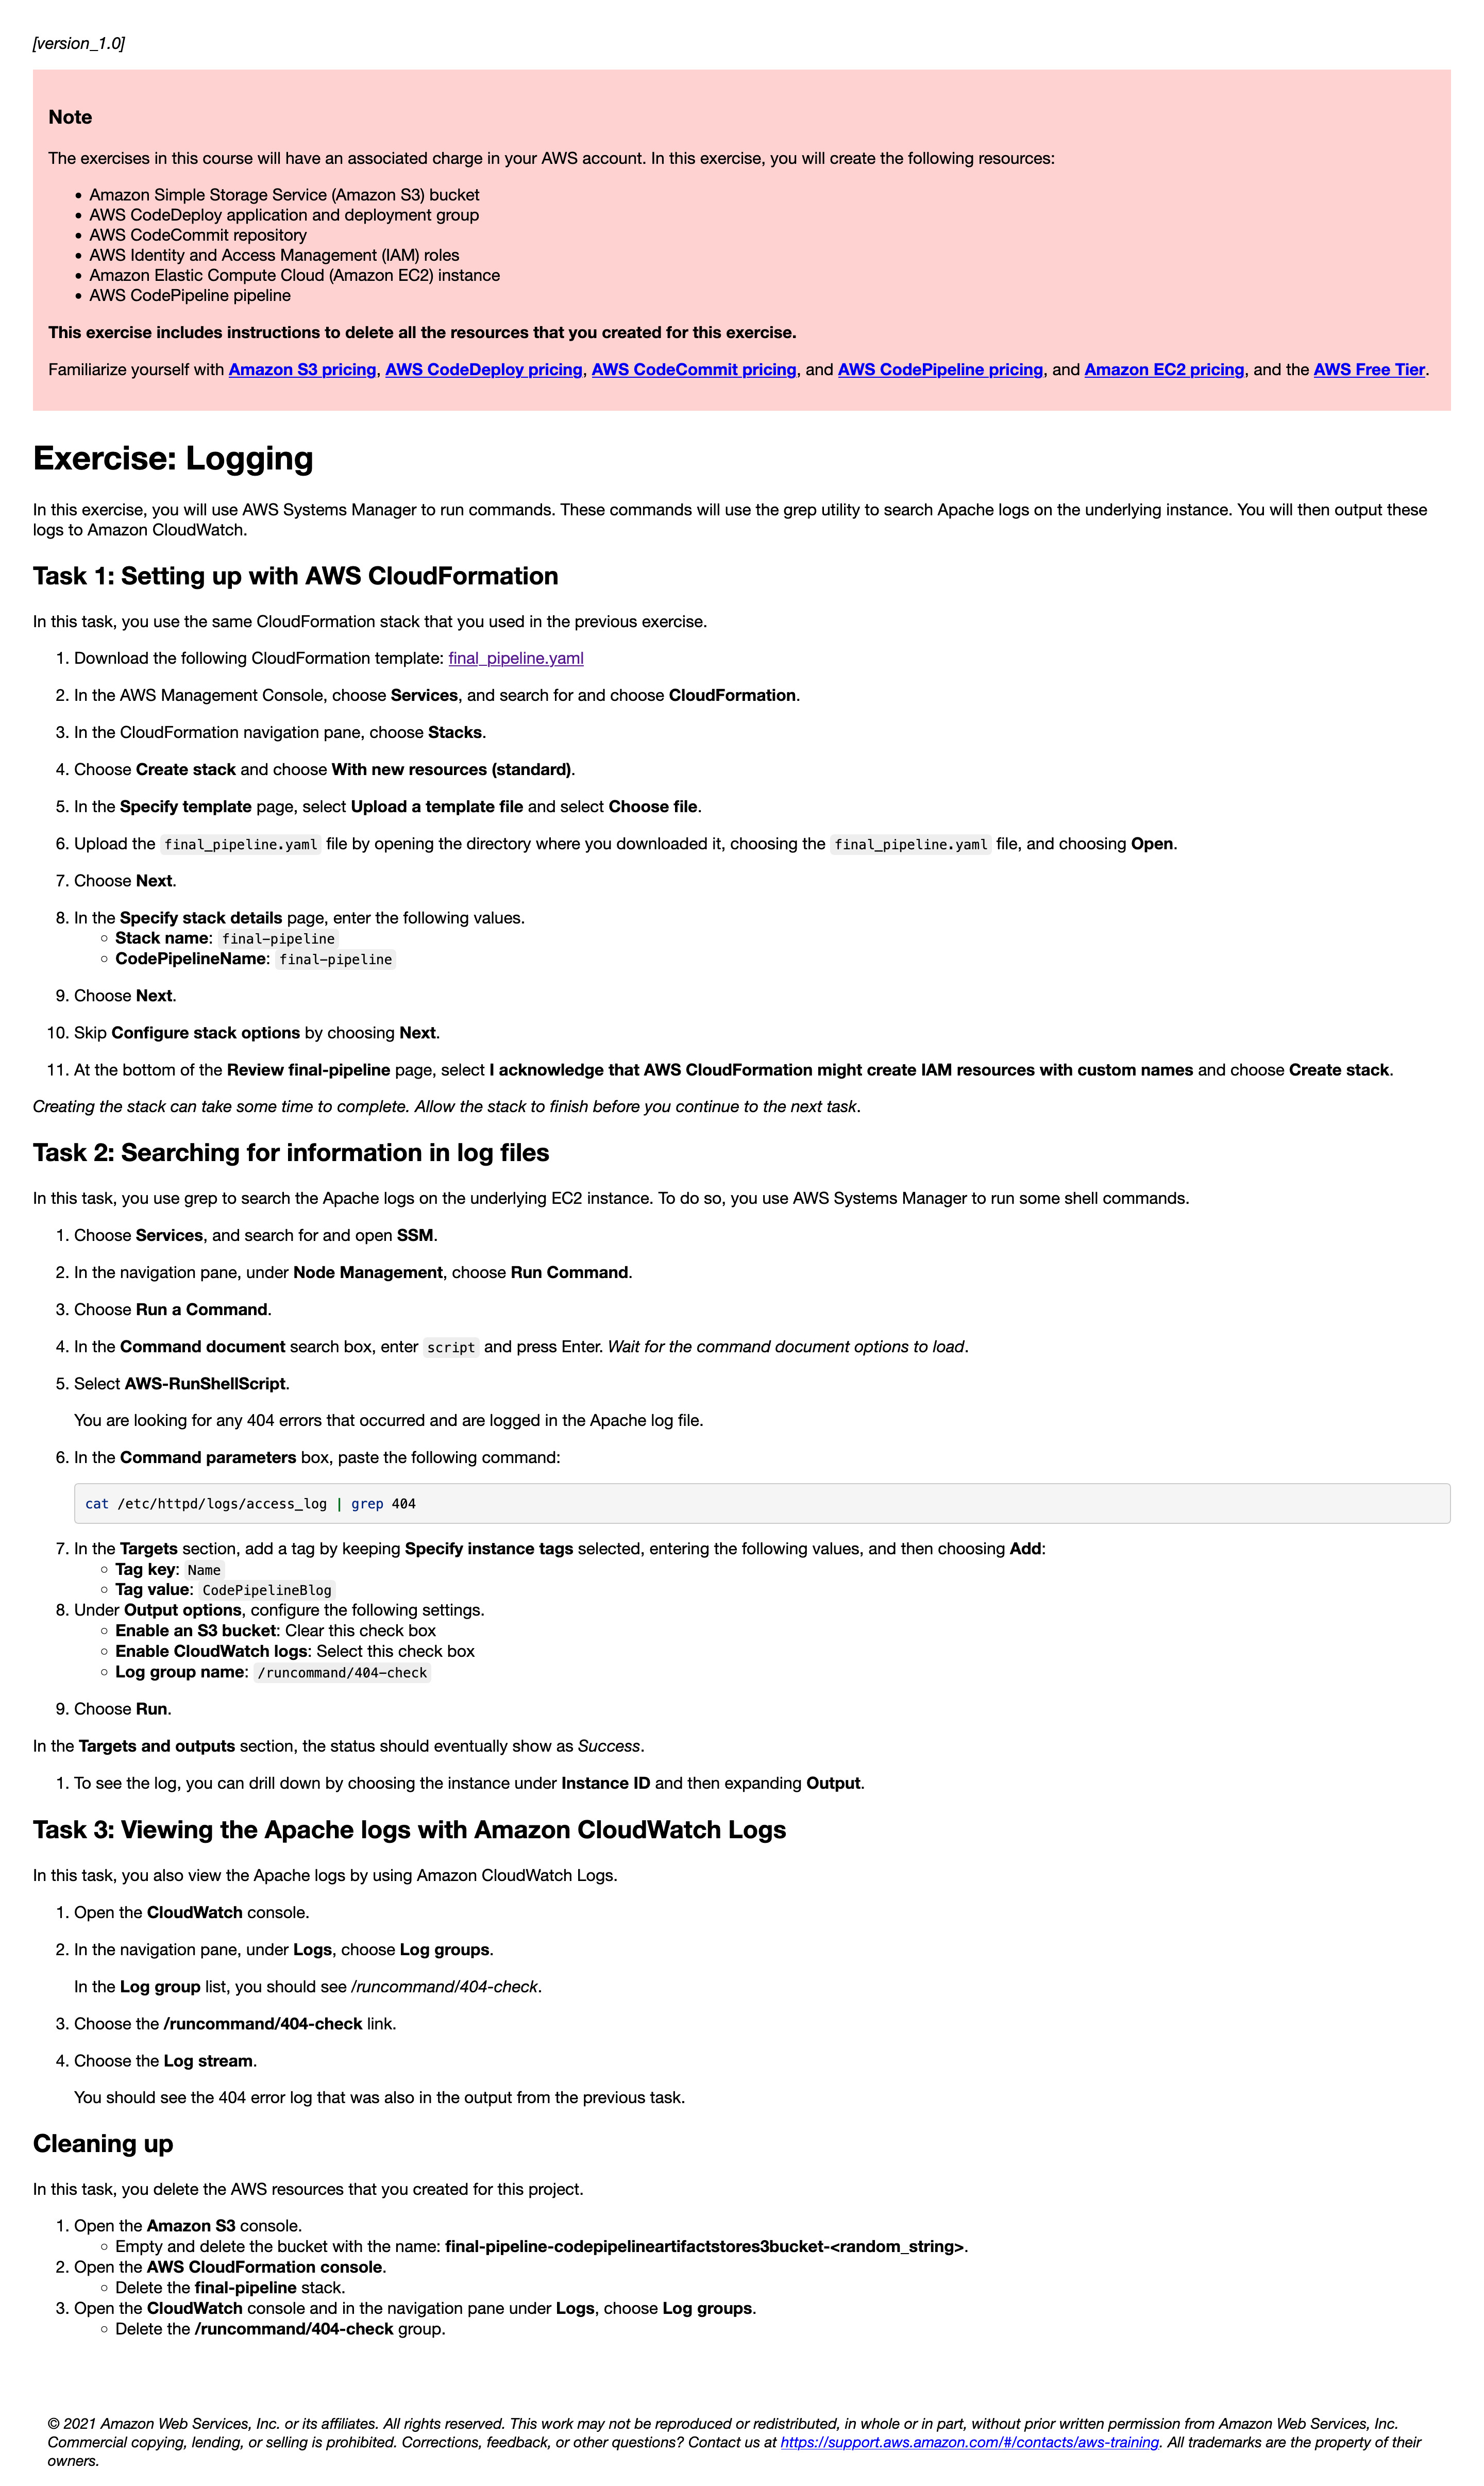 [version_1.0]
Note
The exercises in this course will have an associated charge in your AWS account. In this exercise, you will create the following resources:
• Amazon Simple Storage Service (Amazon S3) bucket
• AWS CodeDeploy application and deployment group
• AWS CodeCommit repository
• AWS Identity and Access Management (IAM) roles
• Amazon Elastic Compute Cloud (Amazon EC2) instance
• AWS CodePipeline pipeline
This exercise includes instructions to delete all the resources that you created for this exercise.
Familiarize yourself with Amazon S3 pricing, AWS CodeDeploy pricing, AWS CodeCommit pricing, and AWS CodePipeline pricing, and Amazon EC2 pricing, and the AWS Free Tier.
Exercise: Logging
In this exercise, you will use AWS Systems Manager to run commands. These commands will use the grep utility to search Apache logs on the underlying instance. You will then output these
logs to Amazon CloudWatch.
Task 1: Setting up with AWS CloudFormation
In this task, you use the same CloudFormation stack that you used in the previous exercise.
1. Download the following CloudFormation template: final_pipeline.yaml
2. In the AWS Management Console, choose Services, and search for and choose CloudFormation.
3. In the CloudFormation navigation pane, choose Stacks.
4. Choose Create stack and choose With new resources (standard).
5. In the Specify template page, select Upload a template file and select Choose file.
6. Upload the final_pipeline.yaml file by opening the directory where you downloaded it, choosing the final_pipeline.yaml file, and choosing Open.
7. Choose Next.
8. In the Specify stack details page, enter the following values.
◦ Stack name: final-pipeline
◦ CodePipelineName: final-pipeline
9. Choose Next.
10. Skip Configure stack options by choosing Next.
11. At the bottom of the Review final-pipeline page, select I acknowledge that AWS CloudFormation might create IAM resources with custom names and choose Create stack.
Creating the stack can take some time to complete. Allow the stack to finish before you continue to the next task.
Task 2: Searching for information in log files
In this task, you use grep to search the Apache logs on the underlying EC2 instance. To do so, you use AWS Systems Manager to run some shell commands.
1. Choose Services, and search for and open SSM.
2. In the navigation pane, under Node Management, choose Run Command.
3. Choose Run a Command.
4. In the Command document search box, enter script and press Enter. Wait for the command document options to load.
5. Select AWS-RunShellScript.
You are looking for any 404 errors that occurred and are logged in the Apache log file.
6. In the Command parameters box, paste the following command:
cat /etc/httpd/logs/access_log | grep 404
7. In the Targets section, add a tag by keeping Specify instance tags selected, entering the following values, and then choosing Add:
◦ Tag key: Name
◦ Tag value: CodePipelineBlog
8. Under Output options, configure the following settings.
◦ Enable an S3 bucket: Clear this check box
◦ Enable CloudWatch logs: Select this check box
◦ Log group name: /runcommand/404-check
9. Choose Run.
In the Targets and outputs section, the status should eventually show as Success.
1. To see the log, you can drill down by choosing the instance under Instance ID and then expanding Output.
Task 3: Viewing the Apache logs with Amazon CloudWatch Logs
In this task, you also view the Apache logs by using Amazon CloudWatch Logs.
1. Open the CloudWatch console.
2. In the navigation pane, under Logs, choose Log groups.
In the Log group list, you should see /runcommand/404-check.
3. Choose the /runcommand/404-check link.
4. Choose the Log stream.
You should see the 404 error log that was also in the output from the previous task.
Cleaning up
In this task, you delete the AWS resources that you created for this project.
1. Open the Amazon S3 console.
◦ Empty and delete the bucket with the name: final-pipeline-codepipelineartifactstores3bucket-<random_string>.
2. Open the AWS CloudFormation console.
◦ Delete the final-pipeline stack.
3. Open the CloudWatch console and in the navigation pane under Logs, choose Log groups.
◦ Delete the /runcommand/404-check group.
© 2021 Amazon Web Services, Inc. or its affiliates. All rights reserved. This work may not be reproduced or redistributed, in whole or in part, without prior written permission from Amazon Web Services, Inc.
Commercial copying, lending, or selling is prohibited. Corrections, feedback, or other questions? Contact us at https://support.aws.amazon.com/#/contacts/aws-training. All trademarks are the property of their
owners.